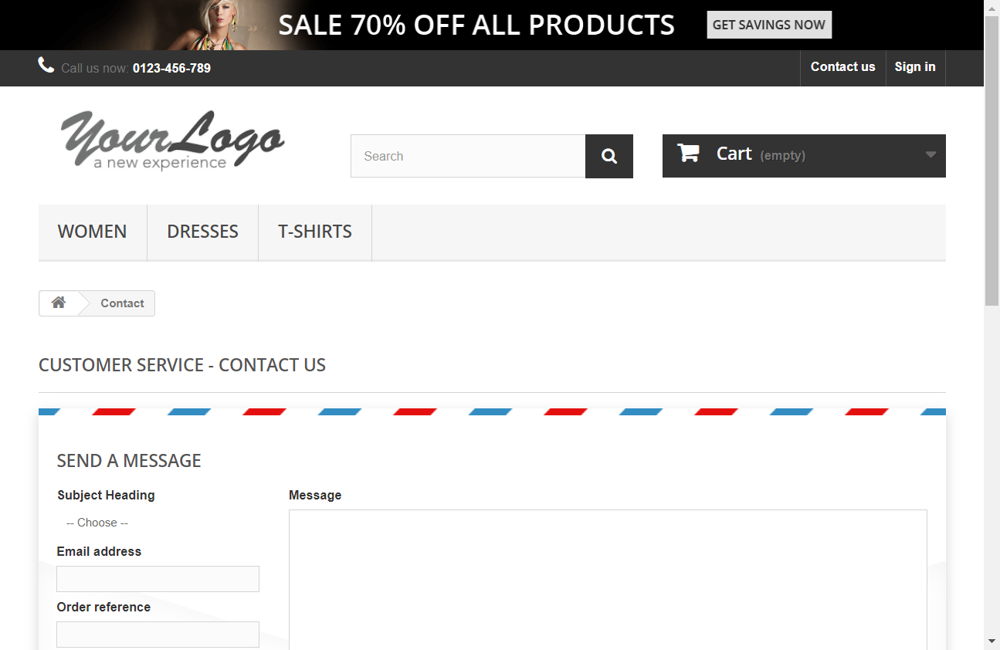 SALE 70% OFF ALL PRODUCTS
GET SAVINGS NOW
Call us now: 0123-456-789
Contact us
Sign in
YourLogo
a new experience
Search
Cart (empty)
WOMEN
DRESSES
T-SHIRTS
Contact
CUSTOMER SERVICE - CONTACT US
SEND A MESSAGE
Subject Heading
-- Choose --
Email address
Order reference
Message